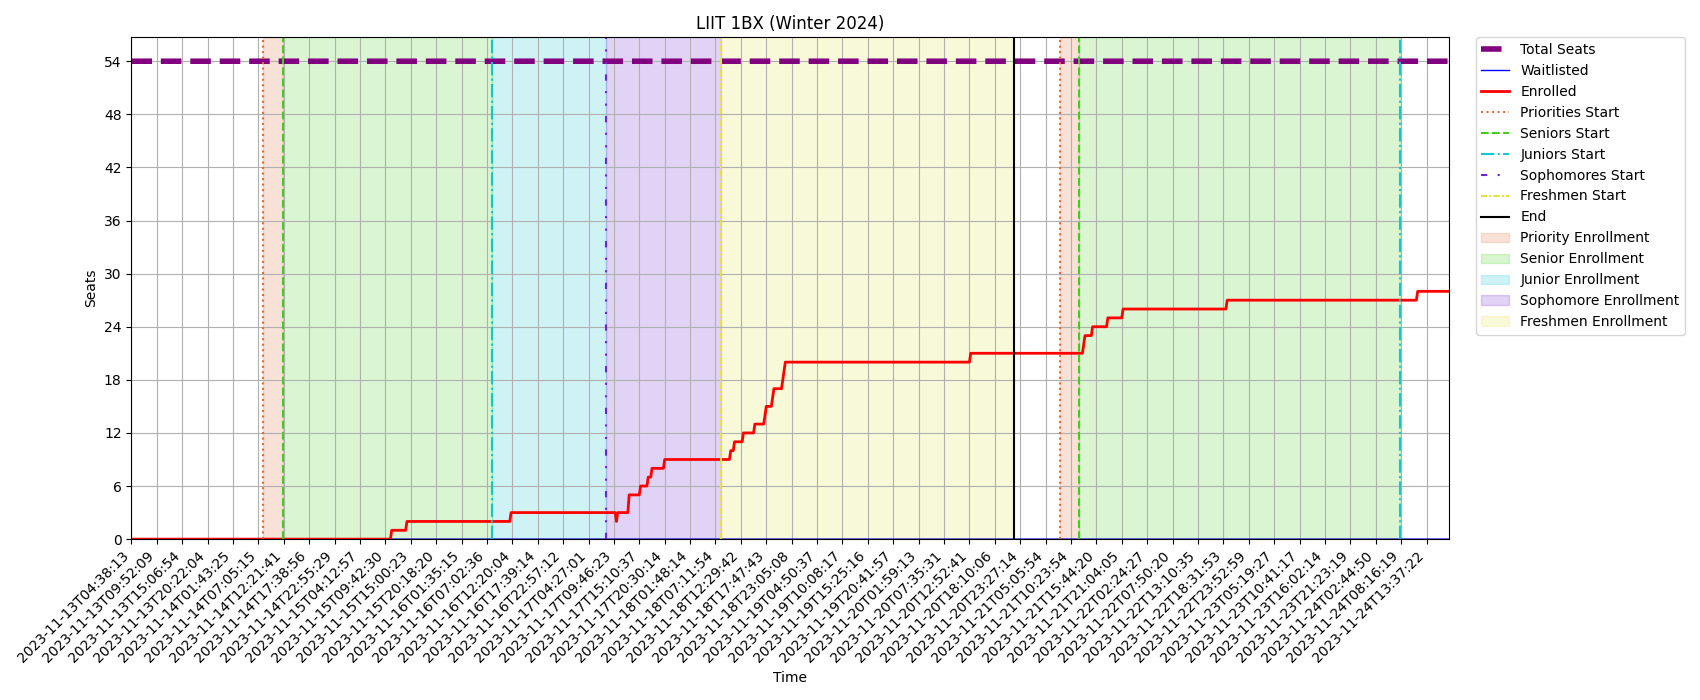 LIIT 1BX (Winter 2024)
54
48
42
36
30
24
18
12
6
0
Seats
2023-11-13T04:38:13
2023-11-13T09:52:09
2023-11-13T15:06:54
2023-11-13T20:22:04
2023-11-14T01:43:25
2023-11-14T07:05:15
2023-11-14T12:21:41
2023-11-14T17:38:56
2023-11-14T22:55:29
2023-11-15T04:12:57
2023-11-15T09:42:30
2023-11-15T15:00:23
2023-11-15T20:18:20
2023-11-16T01:35:15
2023-11-16T07:02:36
2023-11-16T12:20:04
2023-11-16T17:39:14
2023-11-16T22:57:12
2023-11-17T04:27:01
2023-11-17T09:46:23
2023-11-17T15:10:37
2023-11-17T20:30:14
2023-11-18T01:48:14
2023-11-18T07:11:54
2023-11-18T12:29:42
2023-11-18T17:47:43
2023-11-18T23:05:08
2023-11-19T04:50:37
2023-11-19T10:08:17
2023-11-19T15:25:16
2023-11-19T20:41:57
2023-11-20T01:59:13
2023-11-20T07:35:31
2023-11-20T12:52:41
2023-11-20T18:10:06
2023-11-20T23:27:14
2023-11-21T05:05:54
2023-11-21T10:23:54
2023-11-21T15:44:20
2023-11-21T21:04:05
2023-11-22T02:24:27
2023-11-22T07:50:20
2023-11-22T13:10:35
2023-11-22T18:31:53
2023-11-22T23:52:59
2023-11-23T05:19:27
2023-11-23T10:41:17
2023-11-23T16:02:14
2023-11-23T21:23:19
2023-11-24T02:44:50
2023-11-24T08:16:19
2023-11-24T13:37:22
Time
Total Seats
Waitlisted
Enrolled
Priorities Start
Seniors Start
Juniors Start
Sophomores Start
Freshmen Start
End
Priority Enrollment
Senior Enrollment
Junior Enrollment
Sophomore Enrollment
Freshmen Enrollment